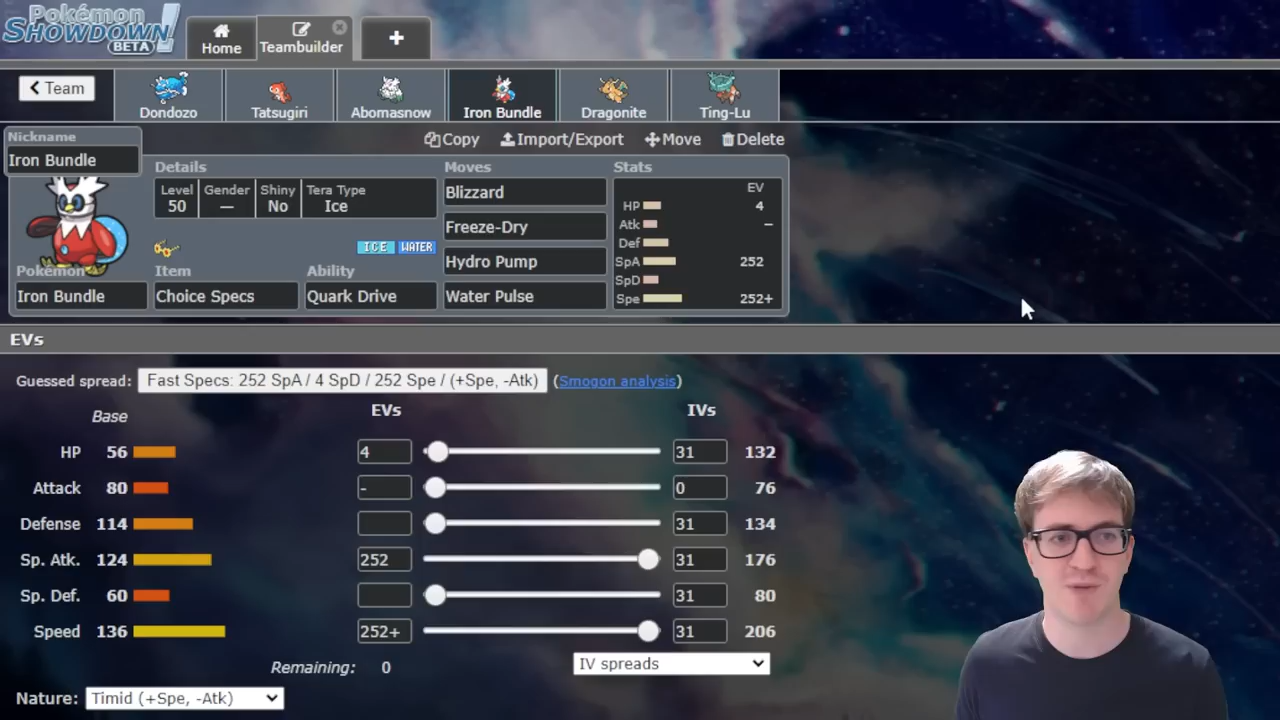 Pokémon
SHOWDOWN!
BETA
Home
Teambuilder
+
Team
Dondozo
Tatsugiri
Abomasnow
Iron Bundle
Dragonite
Ting-Lu
Nickname
Iron Bundle
Copy
Import/Export
Move
Delete
Details
Level
50
Gender
—
Shiny
No
Tera Type
Ice
ICE WATER
Pokémon
Iron Bundle
Item
Choice Specs
Ability
Quark Drive
Moves
Blizzard
Freeze-Dry
Hydro Pump
Water Pulse
Stats
EV
HP 4
Atk –
Def
SpA 252
SpD
Spe 252+
EVs
Guessed spread: Fast Specs: 252 SpA / 4 SpD / 252 Spe / (+Spe, -Atk) (Smogon analysis)
Base EVs IVs
HP 56 4 31 132
Attack 80 - 0 76
Defense 114 31 134
Sp. Atk. 124 252 31 176
Sp. Def. 60 31 80
Speed 136 252+ 31 206
Remaining: 0
IV spreads
Nature: Timid (+Spe, -Atk)